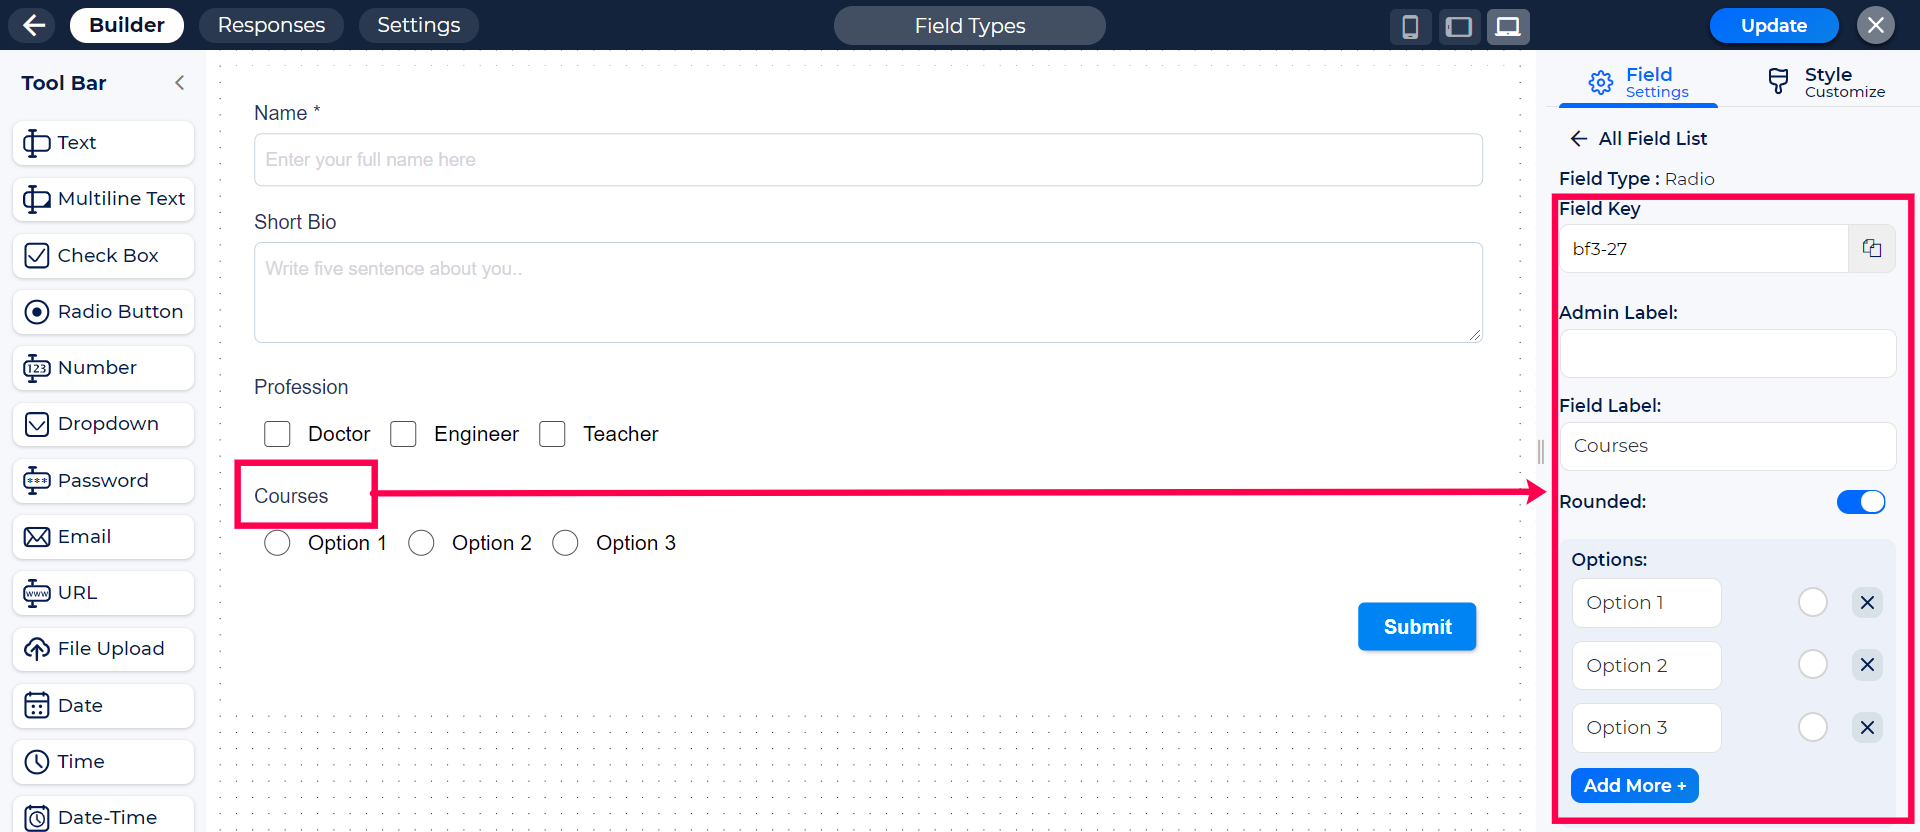 Builder
Responses
Settings
Field Types
Update
Tool Bar
Text
Multiline Text
Check Box
Radio Button
123
Number
Dropdown
***
Password
Email
www
URL
File Upload
Date
Time
Date-Time
Name *
Enter your full name here
Short Bio
Write five sentence about you..
Profession
Doctor Engineer Teacher
Courses
Option 1 Option 2 Option 3
Submit
Field
Settings
Style
Customize
All Field List
Field Type : Radio
Field Key
bf3-27
Admin Label:
Field Label:
Courses
Rounded:
Options:
Option 1
Option 2
Option 3
Add More +